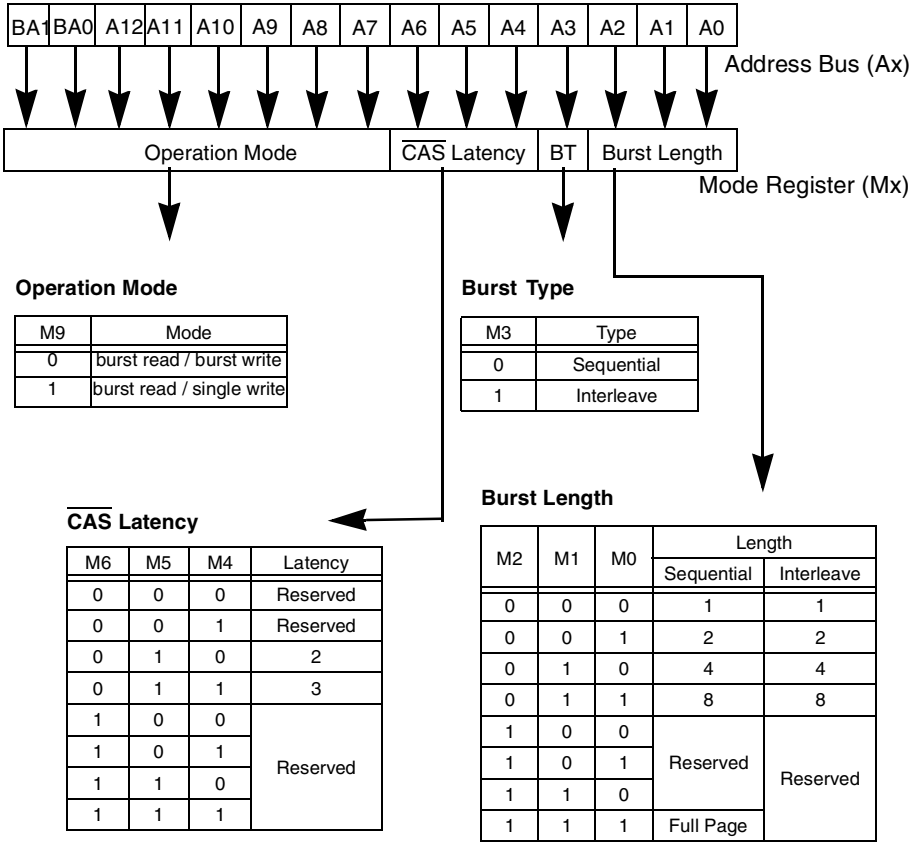 BA1 BA0 A12 A11 A10 A9 A8 A7 A6 A5 A4 A3 A2 A1 A0
Address Bus (Ax)
Operation Mode CAS Latency BT Burst Length
Mode Register (Mx)
Operation Mode
M9 Mode
0 burst read / burst write
1 burst read / single write
Burst Type
M3 Type
0 Sequential
1 Interleave
CAS Latency
M6 M5 M4 Latency
0 0 0 Reserved
0 0 1 Reserved
0 1 0 2
0 1 1 3
1 0 0
1 0 1
Reserved
1 1 0
1 1 1
Burst Length
M2 M1 M0 Length
Sequential Interleave
0 0 0 1 1
0 0 1 2 2
0 1 0 4 4
0 1 1 8 8
1 0 0
1 0 1 Reserved
Reserved
1 1 0
1 1 1 Full Page